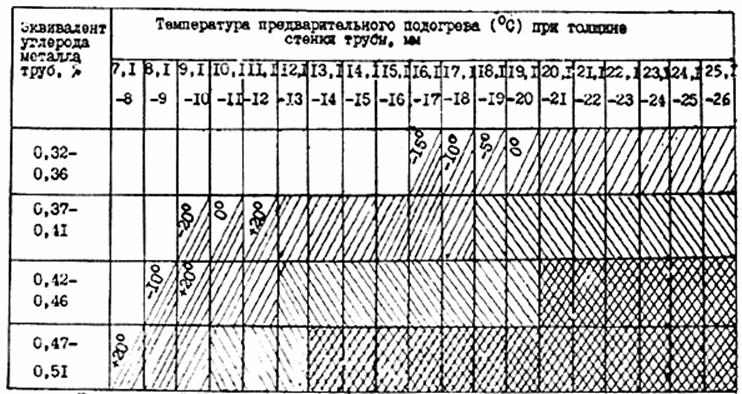 Эквивалент углерода металла труб, %
Температура предварительного подогрева (°C) при толщине
стенки трубы, мм
7,I 8,I 9,I 10,I 11,I 12,I 13,I 14,I 15,I 16,I 17,I 18,I 19,I 20,I 21,I 22,I 23,I 24,I 25,I
-8 -9 -10 -11 -12 -13 -14 -15 -16 -17 -18 -19 -20 -21 -22 -23 -24 -25 -26
0,32-
0,36
-15° -10° -5° 0°
0,37-
0,4I
-20° 0° +20°
0,42-
0,46
-10° +20°
0,47-
0,5I
+20°